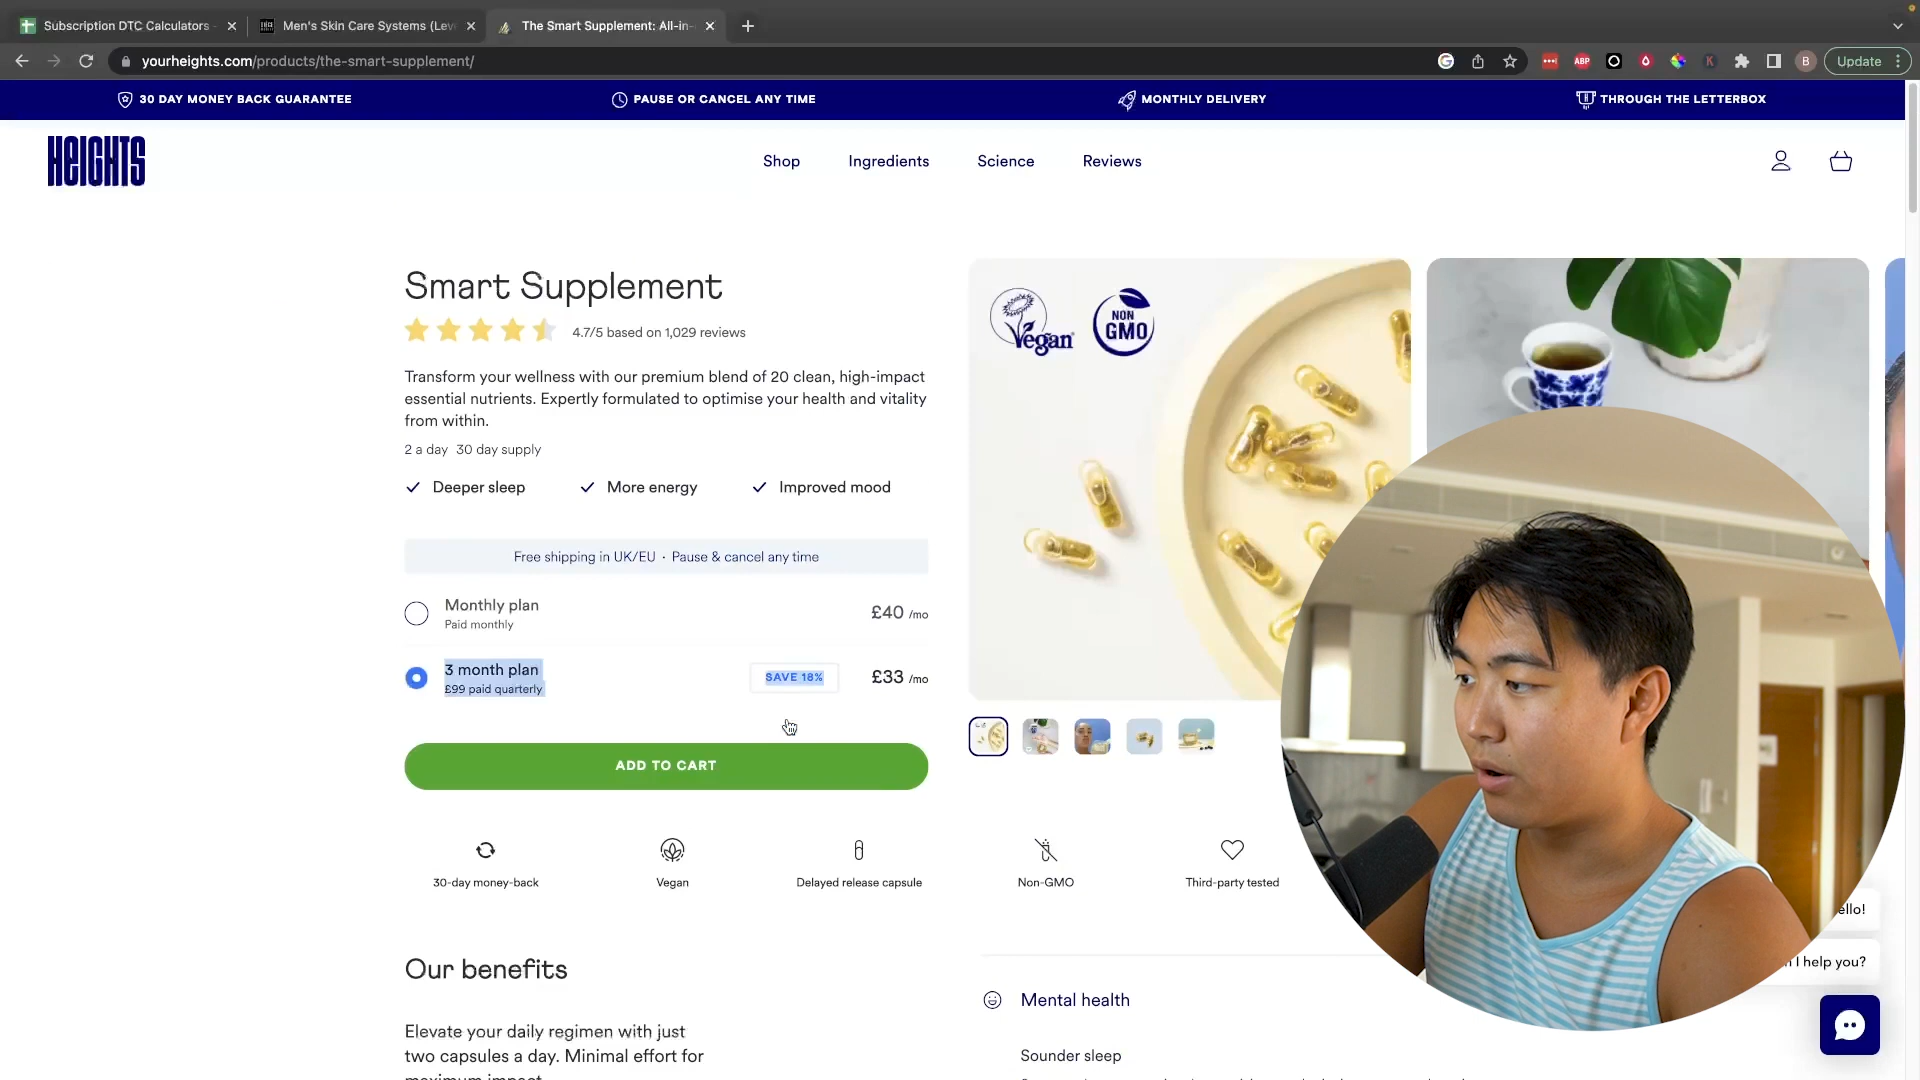 Subscription DTC Calculators
Men's Skin Care Systems (Lev
The Smart Supplement: All-in-
yourheights.com/products/the-smart-supplement/
ABP
K
B
Update
30 DAY MONEY BACK GUARANTEE
PAUSE OR CANCEL ANY TIME
MONTHLY DELIVERY
THROUGH THE LETTERBOX
HEIGHTS
Shop
Ingredients
Science
Reviews
Smart Supplement
4.7/5 based on 1,029 reviews
Transform your wellness with our premium blend of 20 clean, high-impact
essential nutrients. Expertly formulated to optimise your health and vitality
from within.
2 a day 30 day supply
Deeper sleep
More energy
Improved mood
Free shipping in UK/EU · Pause & cancel any time
Monthly plan
Paid monthly
£40 /mo
3 month plan
£99 paid quarterly
SAVE 18%
£33 /mo
ADD TO CART
Vegan
NON
GMO
30-day money-back
Vegan
Delayed release capsule
Non-GMO
Third-party tested
Our benefits
Elevate your daily regimen with just
two capsules a day. Minimal effort for
maximum impact
Mental health
Sounder sleep
ello!
I help you?